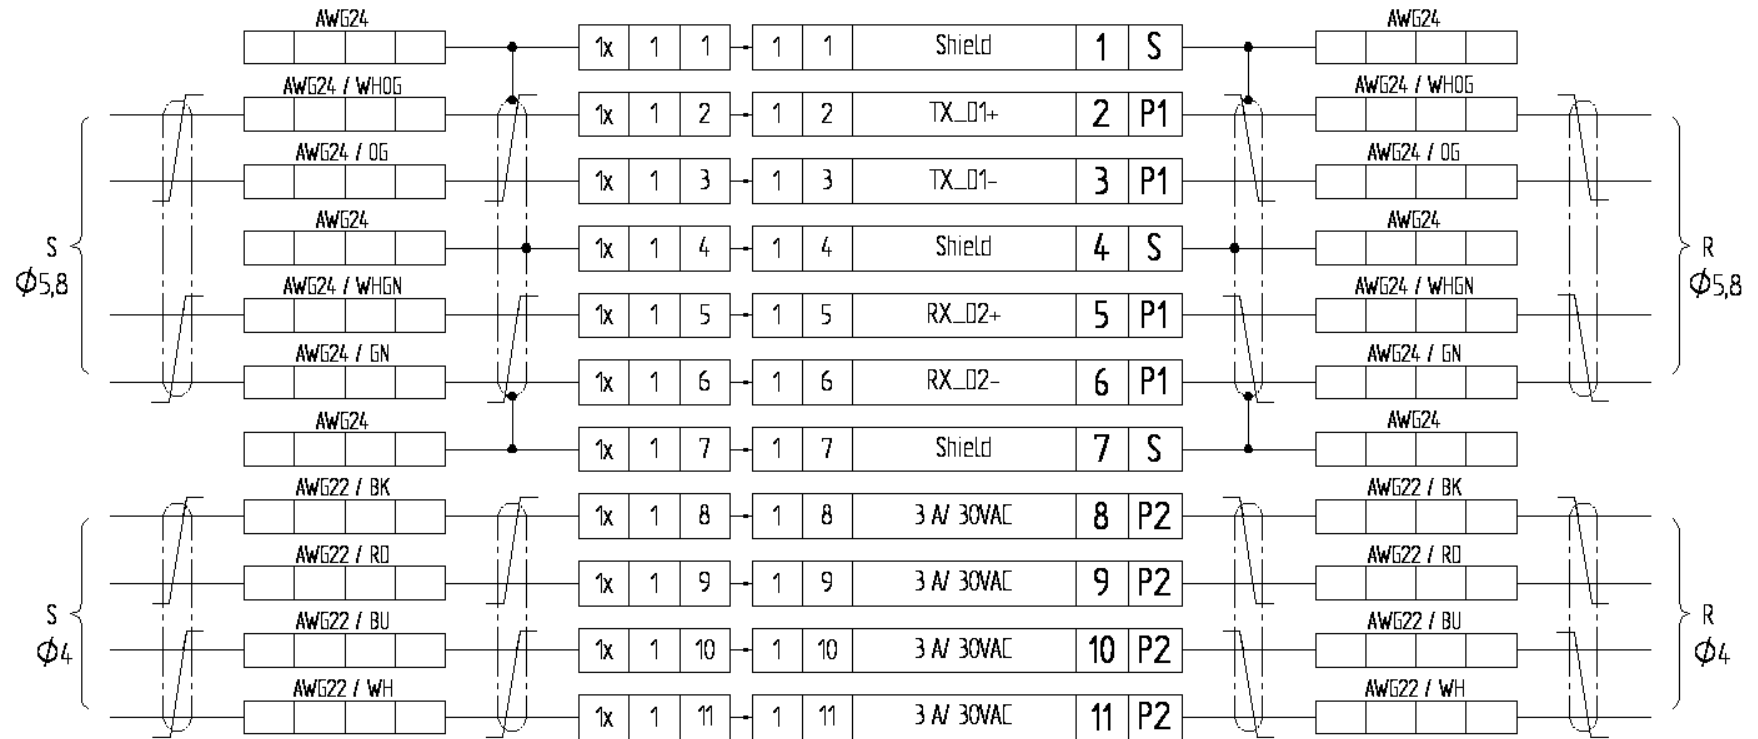 AWG24 AWG24
1x 1 1 1 1 Shield 1 S
AWG24 / WHOG AWG24 / WHOG
1x 1 2 1 2 TX_01+ 2 P1
AWG24 / OG AWG24 / OG
1x 1 3 1 3 TX_01- 3 P1
AWG24 AWG24
S 1x 1 4 1 4 Shield 4 S R
Φ5,8 AWG24 / WHGN AWG24 / WHGN Φ5,8
1x 1 5 1 5 RX_02+ 5 P1
AWG24 / GN AWG24 / GN
1x 1 6 1 6 RX_02- 6 P1
AWG24 AWG24
1x 1 7 1 7 Shield 7 S
AWG22 / BK AWG22 / BK
1x 1 8 1 8 3 A/ 30VAC 8 P2
AWG22 / RD AWG22 / RD
1x 1 9 1 9 3 A/ 30VAC 9 P2
S AWG22 / BU AWG22 / BU R
Φ4 1x 1 10 1 10 3 A/ 30VAC 10 P2 Φ4
AWG22 / WH AWG22 / WH
1x 1 11 1 11 3 A/ 30VAC 11 P2